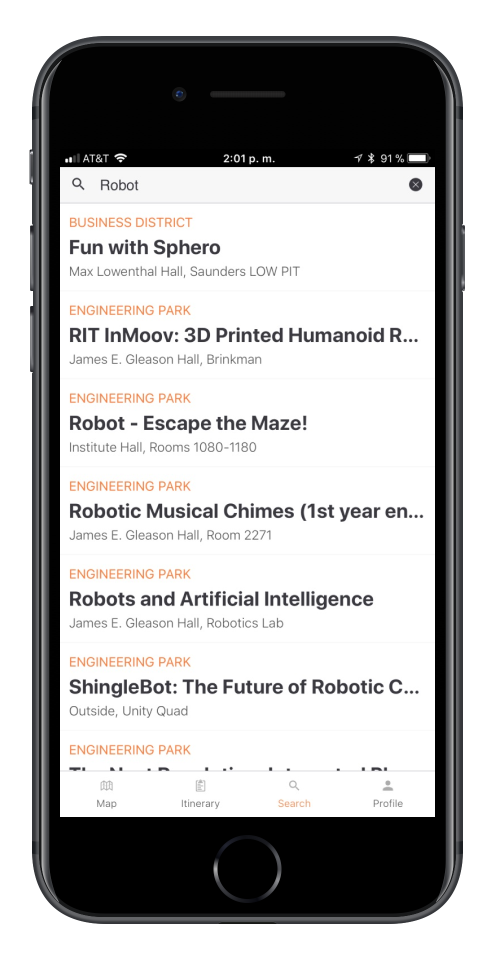 AT&T 2:01 p. m. 91 %
Robot
BUSINESS DISTRICT
Fun with Sphero
Max Lowenthal Hall, Saunders LOW PIT
ENGINEERING PARK
RIT InMoov: 3D Printed Humanoid R...
James E. Gleason Hall, Brinkman
ENGINEERING PARK
Robot - Escape the Maze!
Institute Hall, Rooms 1080-1180
ENGINEERING PARK
Robotic Musical Chimes (1st year en...
James E. Gleason Hall, Room 2271
ENGINEERING PARK
Robots and Artificial Intelligence
James E. Gleason Hall, Robotics Lab
ENGINEERING PARK
ShingleBot: The Future of Robotic C...
Outside, Unity Quad
ENGINEERING PARK
Map Itinerary Search Profile